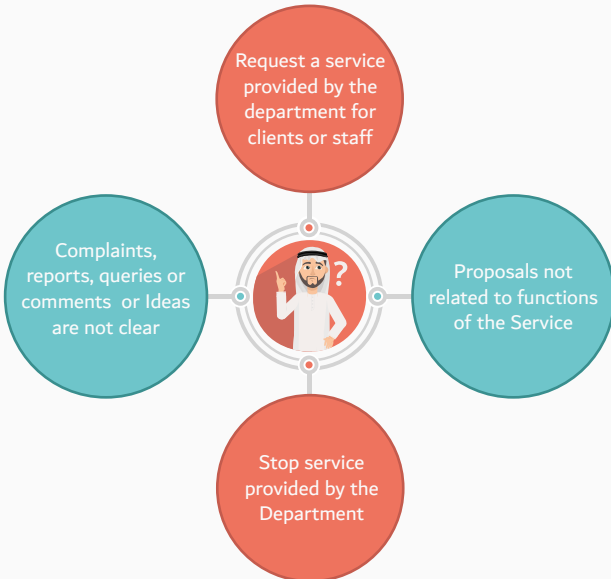 Request a service
provided by the
department for
clients or staff
Complaints,
reports, queries or
comments or Ideas
are not clear
?
Proposals not
related to functions
of the Service
Stop service
provided by the
Department